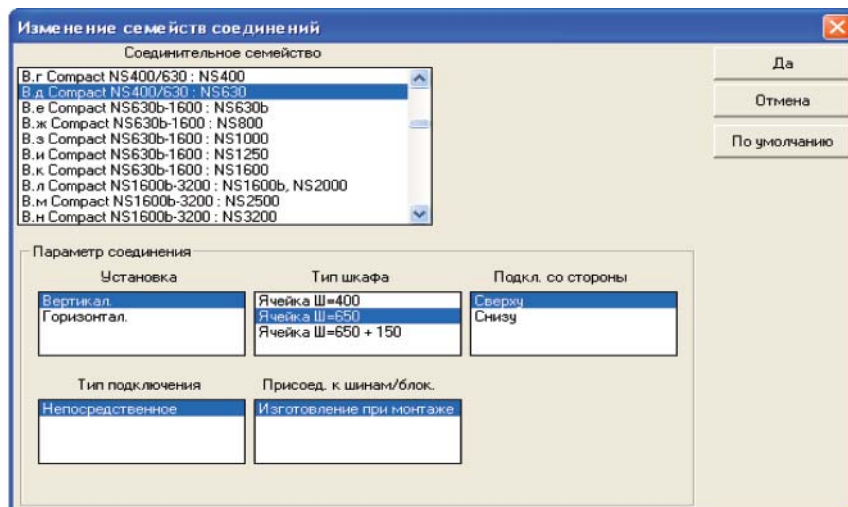 Изменение семейств соединений
Соединительное семейство
В.г Compact NS400/630 : NS400
В.д Compact NS400/630 : NS630
В.е Compact NS630b-1600 : NS630b
В.ж Compact NS630b-1600 : NS800
В.з Compact NS630b-1600 : NS1000
В.и Compact NS630b-1600 : NS1250
В.к Compact NS630b-1600 : NS1600
В.л Compact NS1600b-3200 : NS1600b, NS2000
В.м Compact NS1600b-3200 : NS2500
В.н Compact NS1600b-3200 : NS3200
Да
Отмена
По умолчанию
Параметр соединения
Установка
Вертикал.
Горизонтал.
Тип шкафа
Ячейка Ш=400
Ячейка Ш=650
Ячейка Ш=650 + 150
Подкл. со стороны
Сверху
Снизу
Тип подключения
Непосредственное
Присоед. к шинам/блок.
Изготовление при монтаже